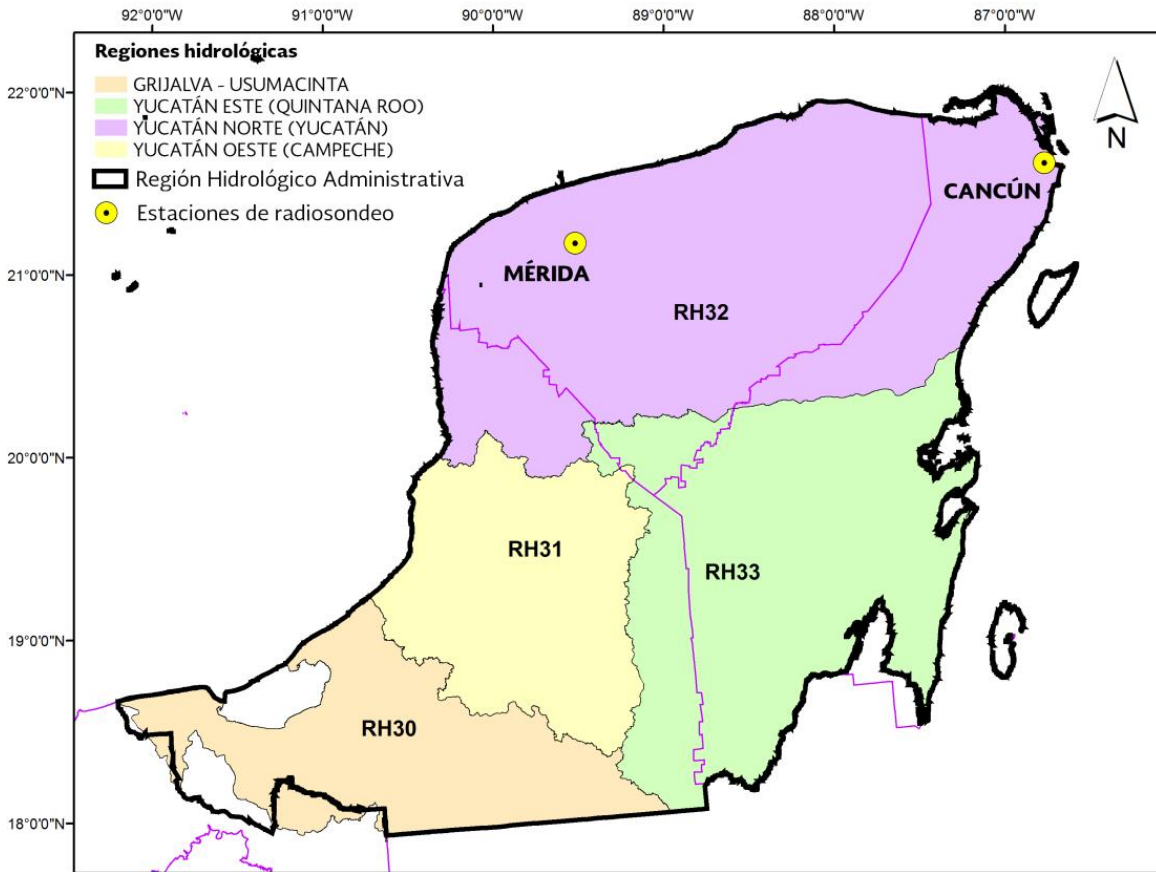 92°0'0"W 91°0'0"W 90°0'0"W 89°0'0"W 88°0'0"W 87°0'0"W
Regiones hidrológicas
GRIJALVA - USUMACINTA
YUCATÁN ESTE (QUINTANA ROO)
YUCATÁN NORTE (YUCATÁN)
YUCATÁN OESTE (CAMPECHE)
Región Hidrológico Administrativa
Estaciones de radiosondeo
22°0'0"N
N
CANCÚN
21°0'0"N
MÉRIDA
RH32
20°0'0"N
RH31
RH33
19°0'0"N
RH30
18°0'0"N